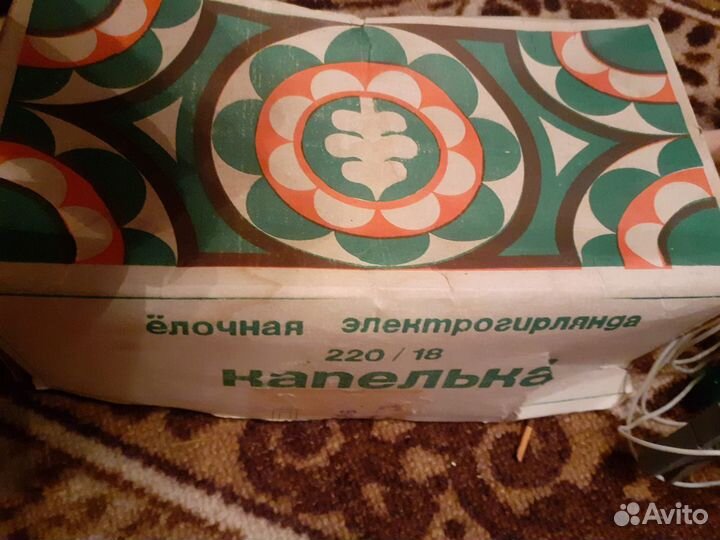 ёлочная электрогирлянда
220/18
капелька
Avito